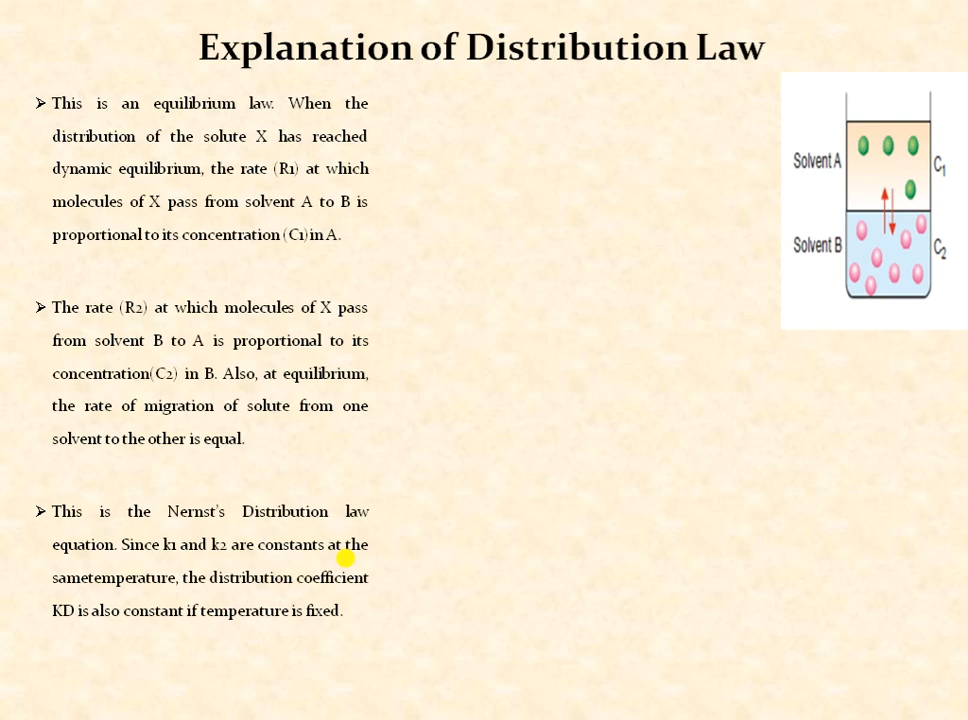 Explanation of Distribution Law
➢ This is an equilibrium law. When the
distribution of the solute X has reached
dynamic equilibrium, the rate (R1) at which
molecules of X pass from solvent A to B is
proportional to its concentration (C1)in A.
➢ The rate (R2) at which molecules of X pass
from solvent B to A is proportional to its
concentration(C2) in B. Also, at equilibrium,
the rate of migration of solute from one
solvent to the other is equal.
➢ This is the Nernst's Distribution law
equation. Since k1 and k2 are constants at the
sametemperature, the distribution coefficient
KD is also constant if temperature is fixed.
Solvent A C₁
Solvent B C₂